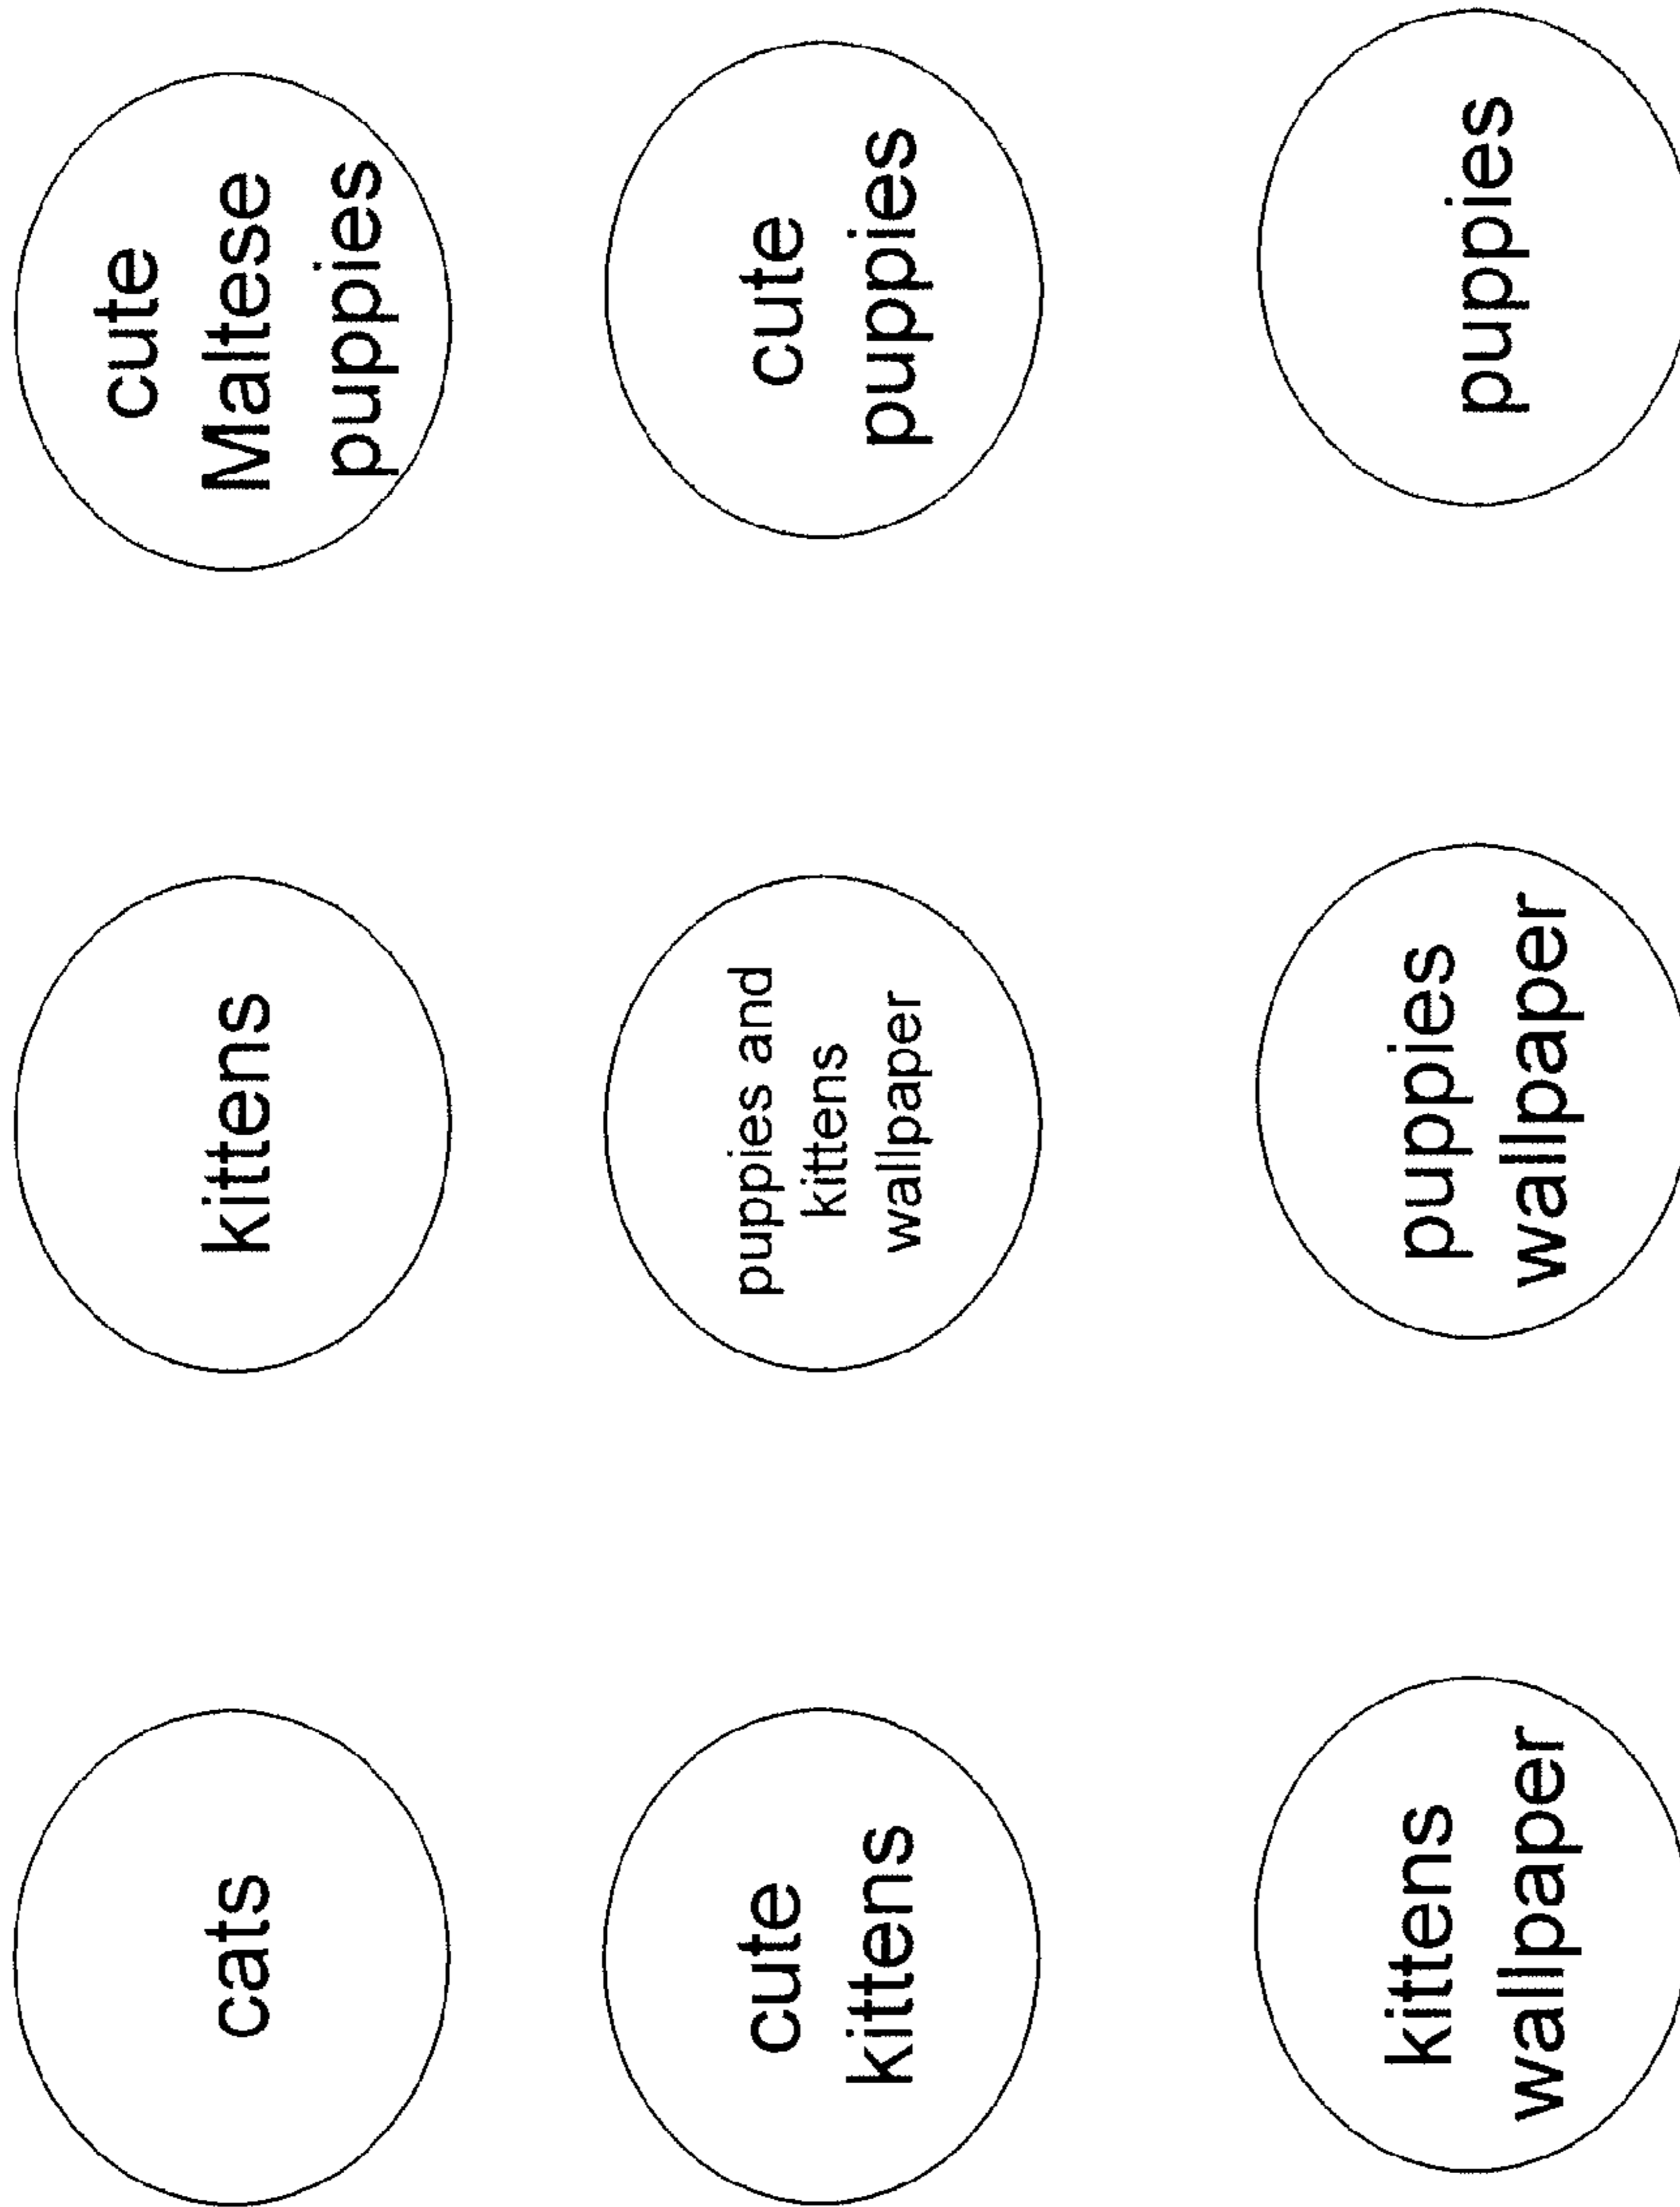 cats
kittens
cute
Maltese
puppies
cute
kittens
puppies and
kittens
wallpaper
cute
puppies
kittens
wallpaper
puppies
wallpaper
puppies